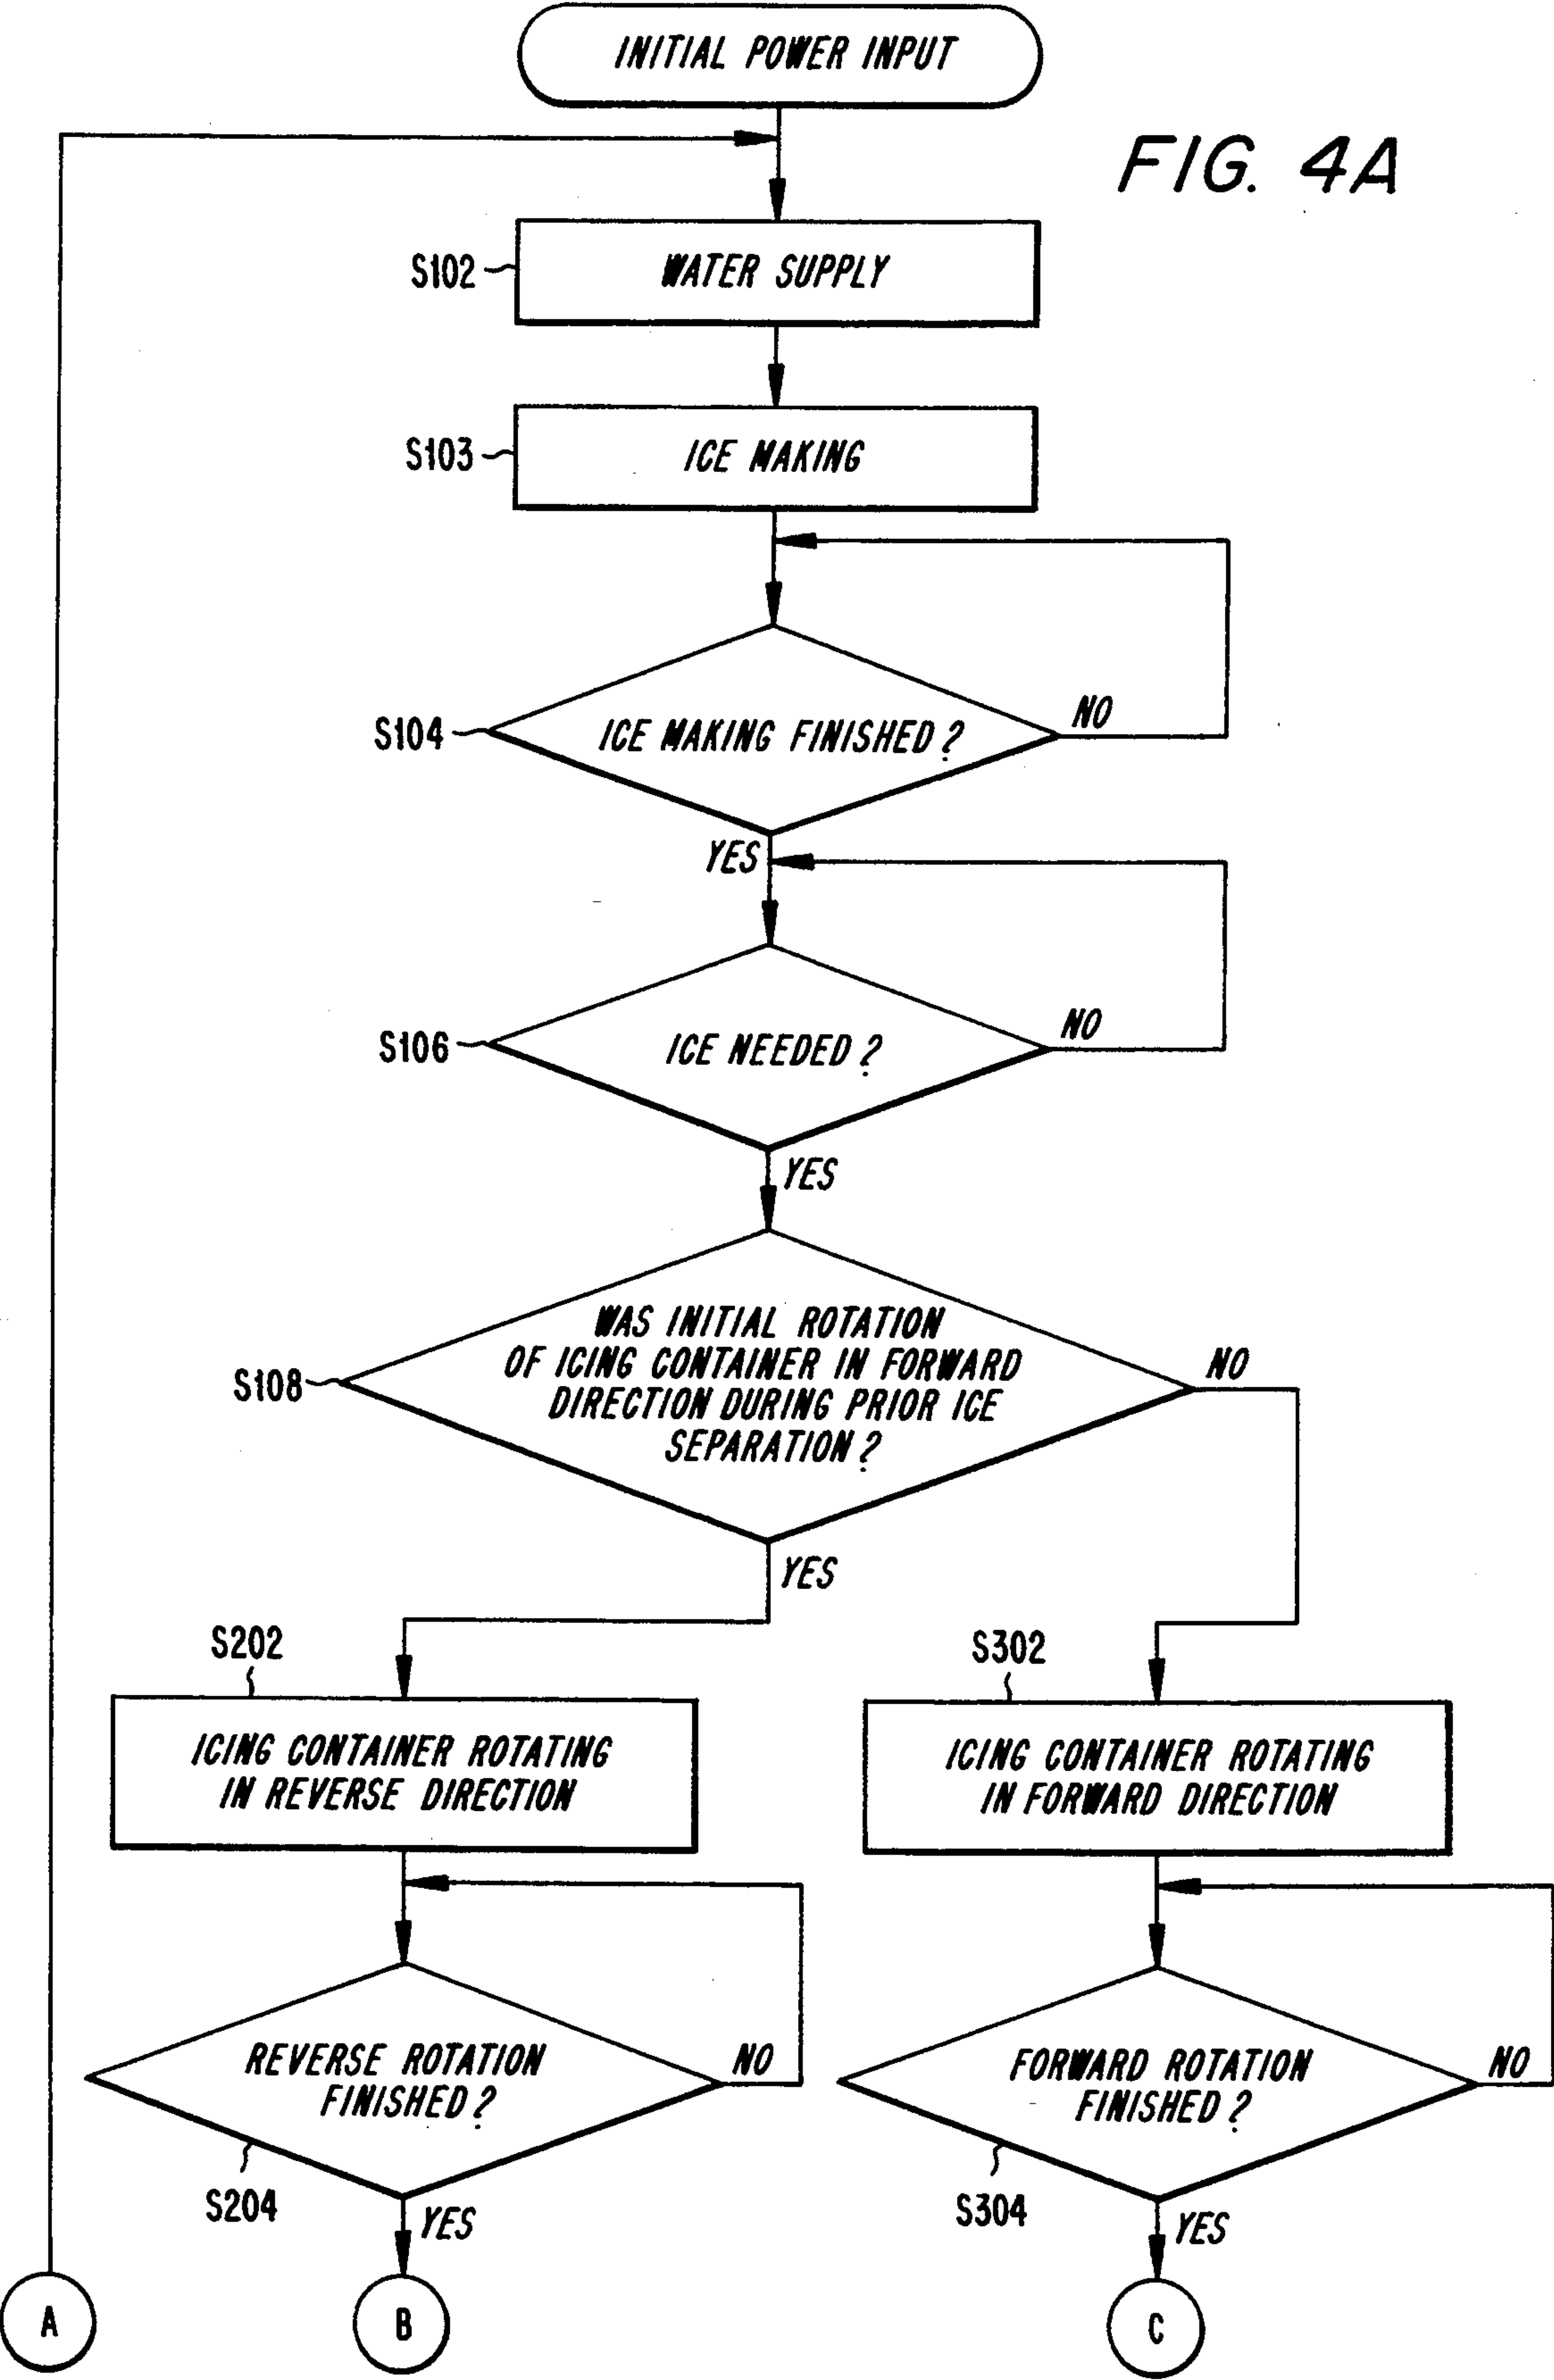 INITIAL POWER INPUT
FIG. 4A
S102
WATER SUPPLY
S103
ICE MAKING
S104
ICE MAKING FINISHED?
NO
YES
S106
ICE NEEDED?
NO
YES
S108
WAS INITIAL ROTATION
OF ICING CONTAINER IN FORWARD
DIRECTION DURING PRIOR ICE
SEPARATION?
NO
YES
S202
ICING CONTAINER ROTATING
IN REVERSE DIRECTION
S302
ICING CONTAINER ROTATING
IN FORWARD DIRECTION
REVERSE ROTATION
FINISHED?
NO
S204
YES
FORWARD ROTATION
FINISHED?
NO
S304
YES
A
B
C